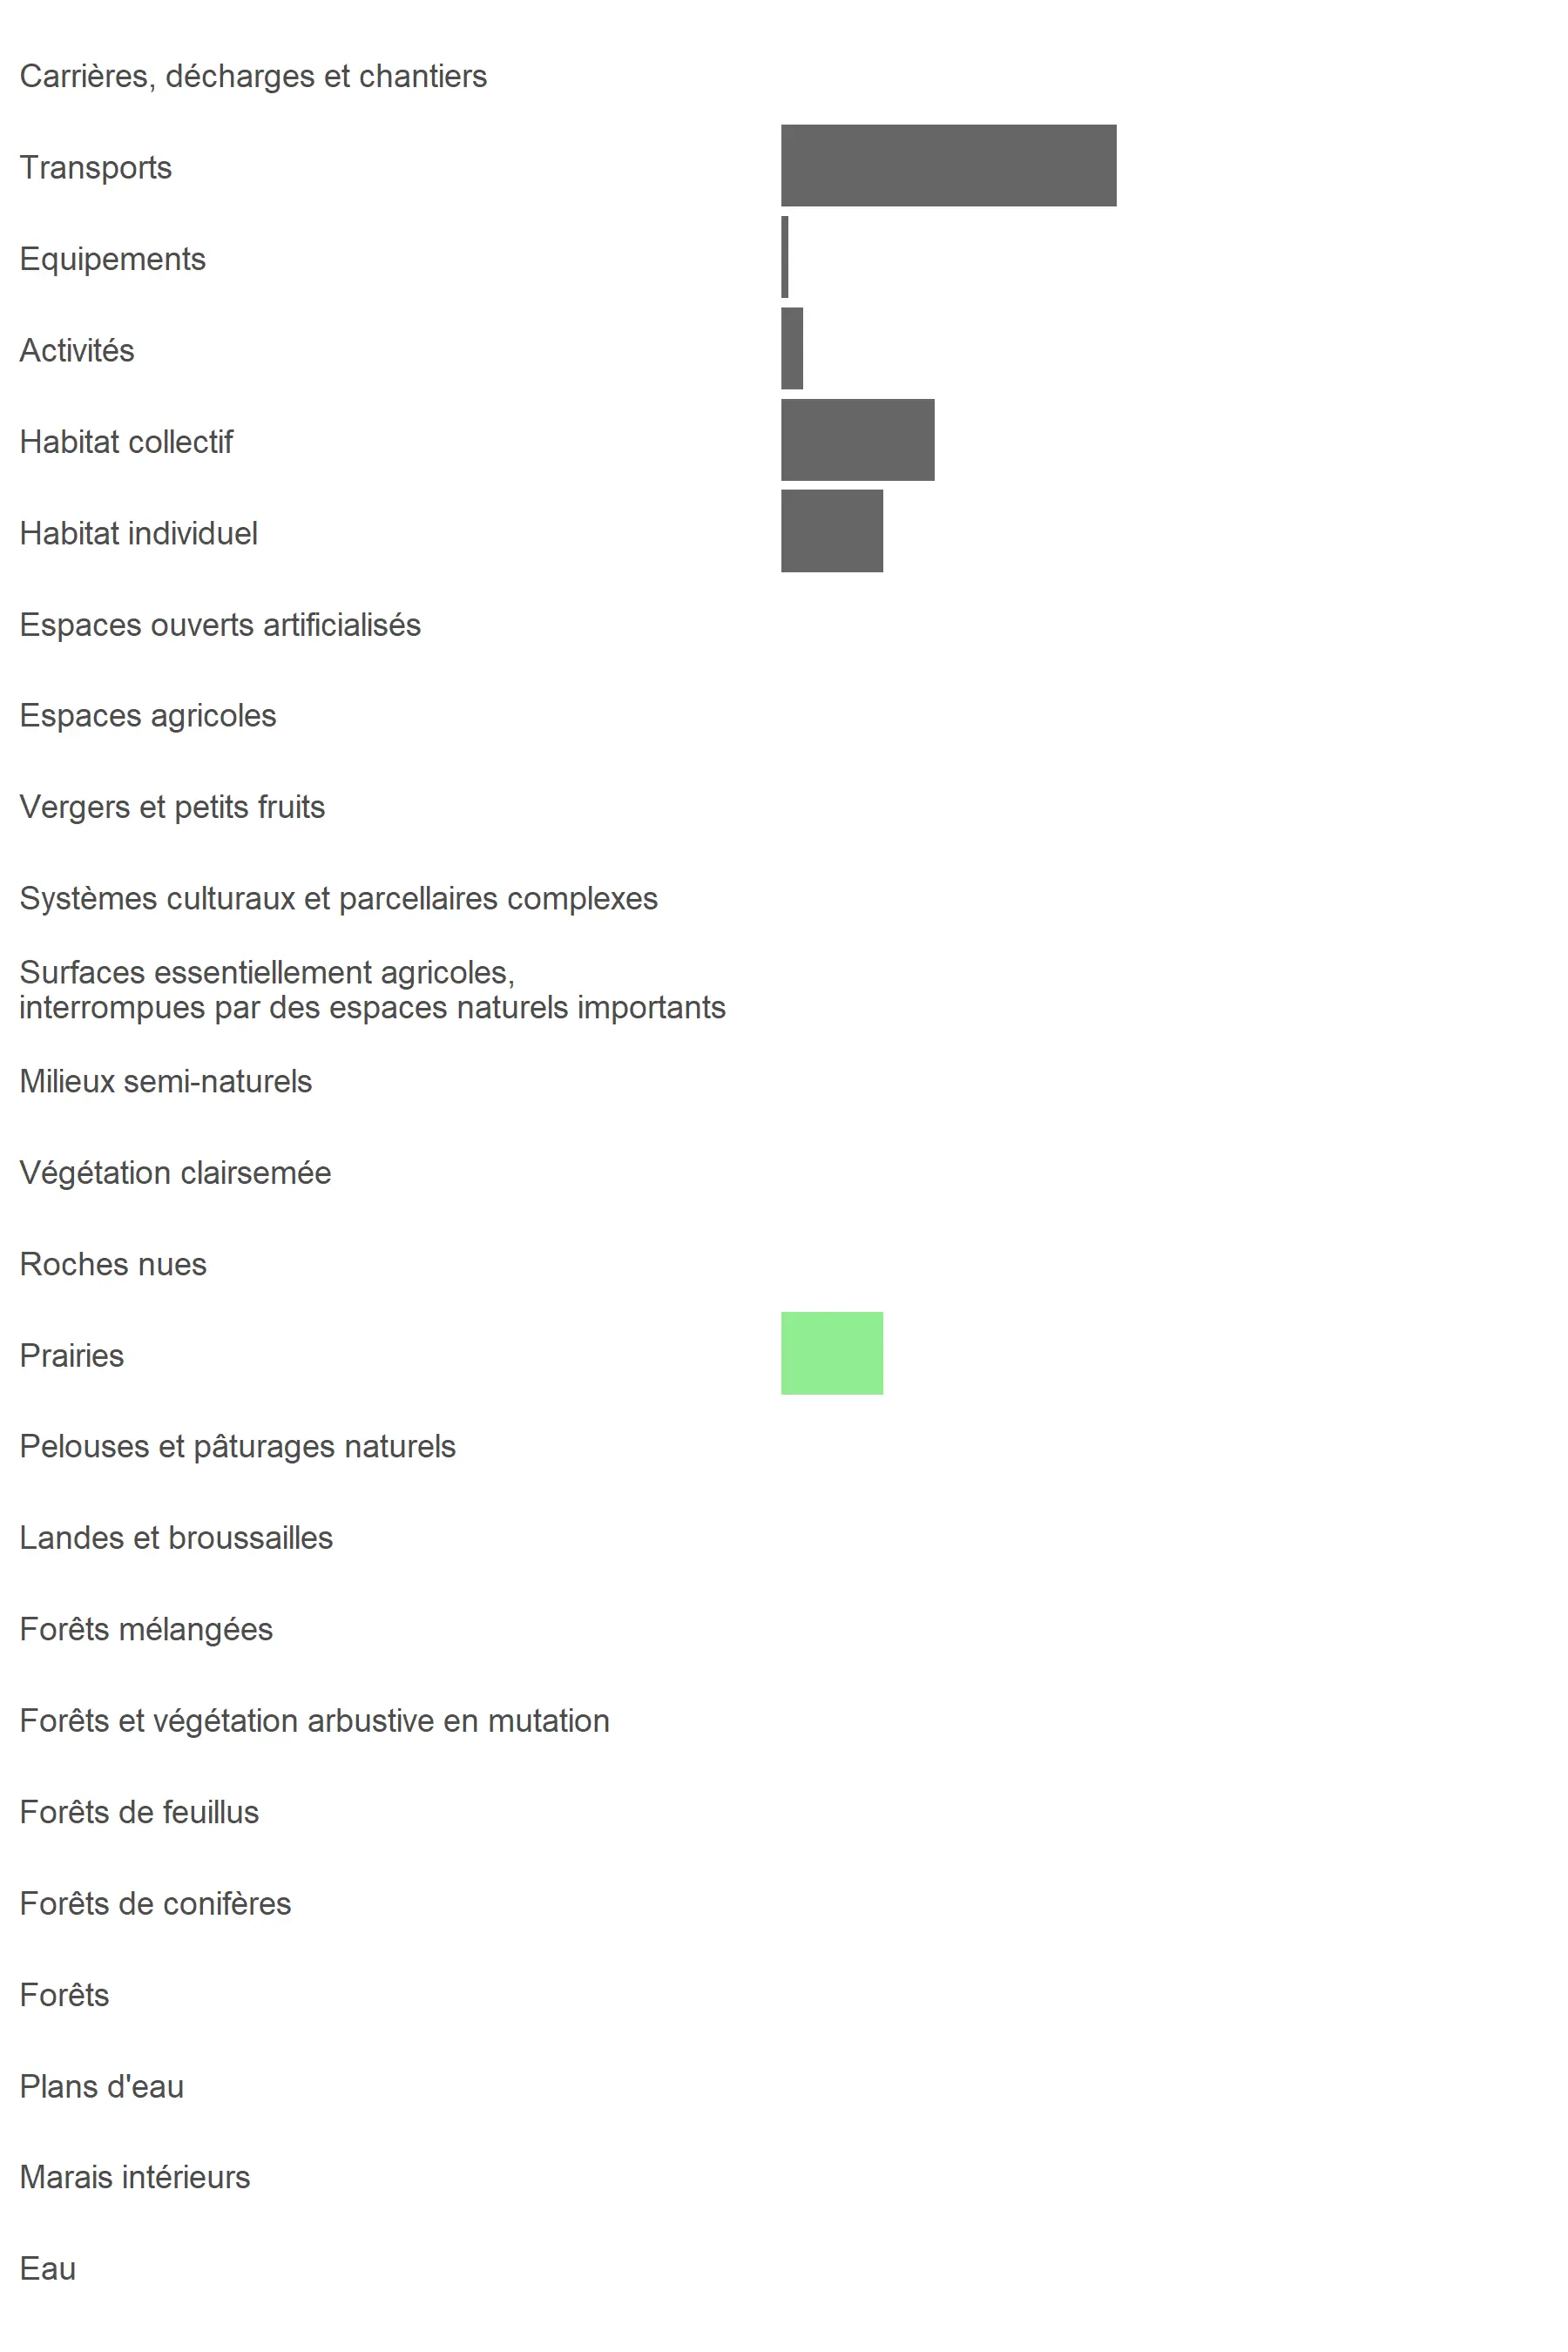 Carrières, décharges et chantiers
Transports
Equipements
Activités
Habitat collectif
Habitat individuel
Espaces ouverts artificialisés
Espaces agricoles
Vergers et petits fruits
Systèmes culturaux et parcellaires complexes
Surfaces essentiellement agricoles,
interrompues par des espaces naturels importants
Milieux semi-naturels
Végétation clairsemée
Roches nues
Prairies
Pelouses et pâturages naturels
Landes et broussailles
Forêts mélangées
Forêts et végétation arbustive en mutation
Forêts de feuillus
Forêts de conifères
Forêts
Plans d'eau
Marais intérieurs
Eau